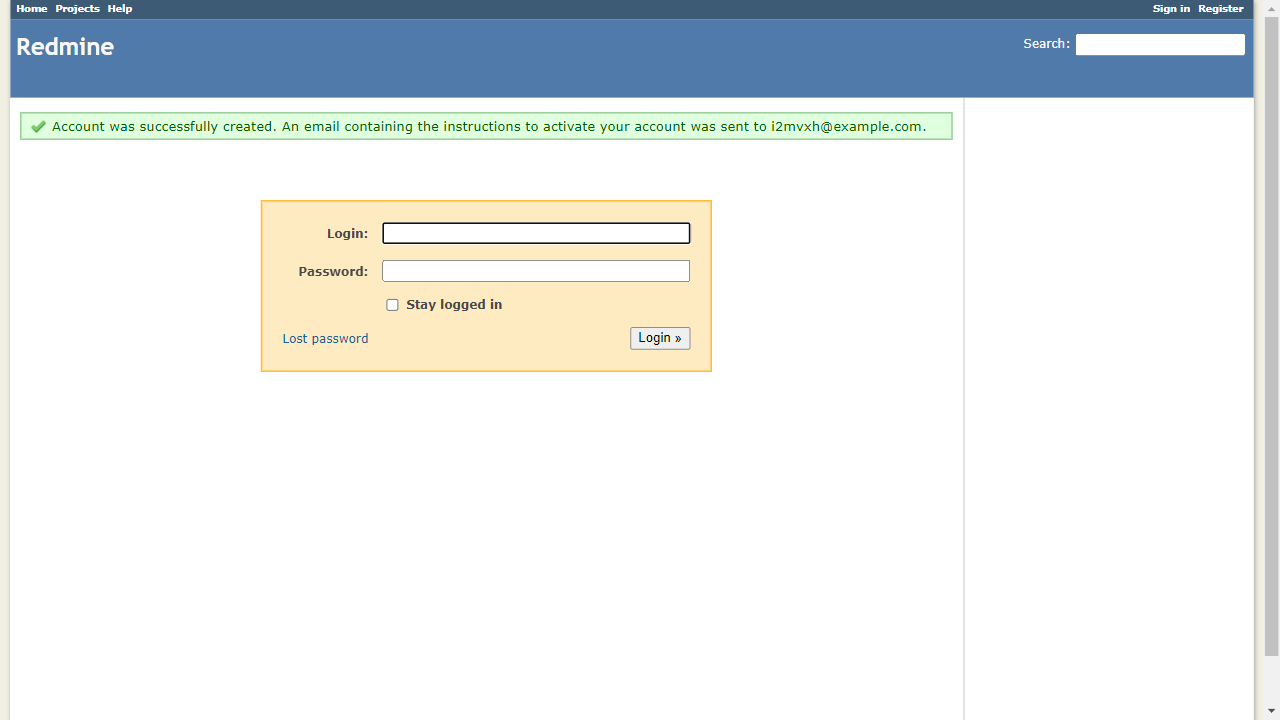 Home Projects Help
Sign in Register
Redmine
Search:
Account was successfully created. An email containing the instructions to activate your account was sent to i2mvxh@example.com.
Login:
Password:
Stay logged in
Lost password
Login »